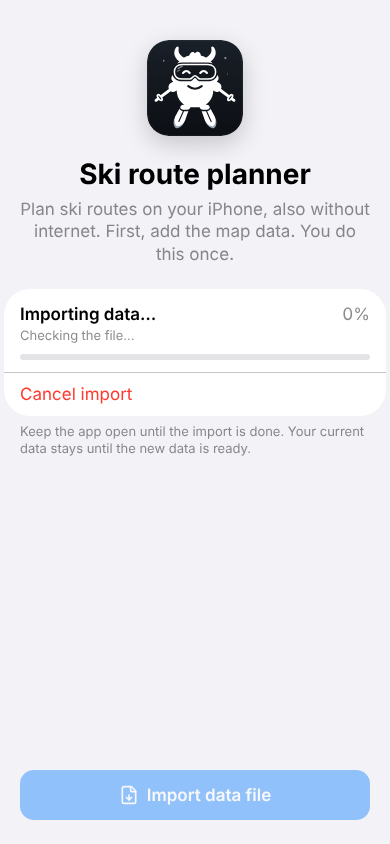 Ski route planner
Plan ski routes on your iPhone, also without
internet. First, add the map data. You do
this once.
Importing data...
0%
Checking the file...
Cancel import
Keep the app open until the import is done. Your current
data stays until the new data is ready.
Import data file